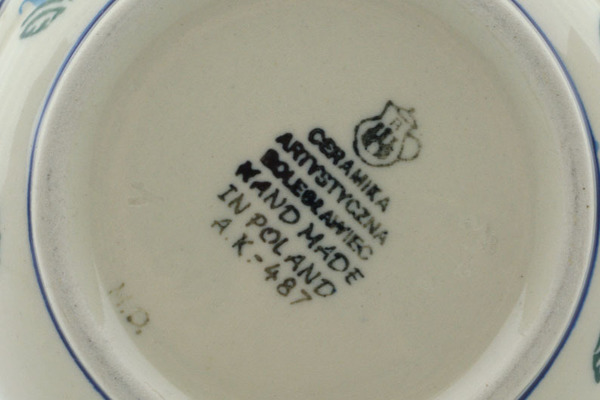 CERAMIKA
ARTYSTYCZNA
BOLESŁAWIEC
HAND MADE
IN POLAND
A.K.-487